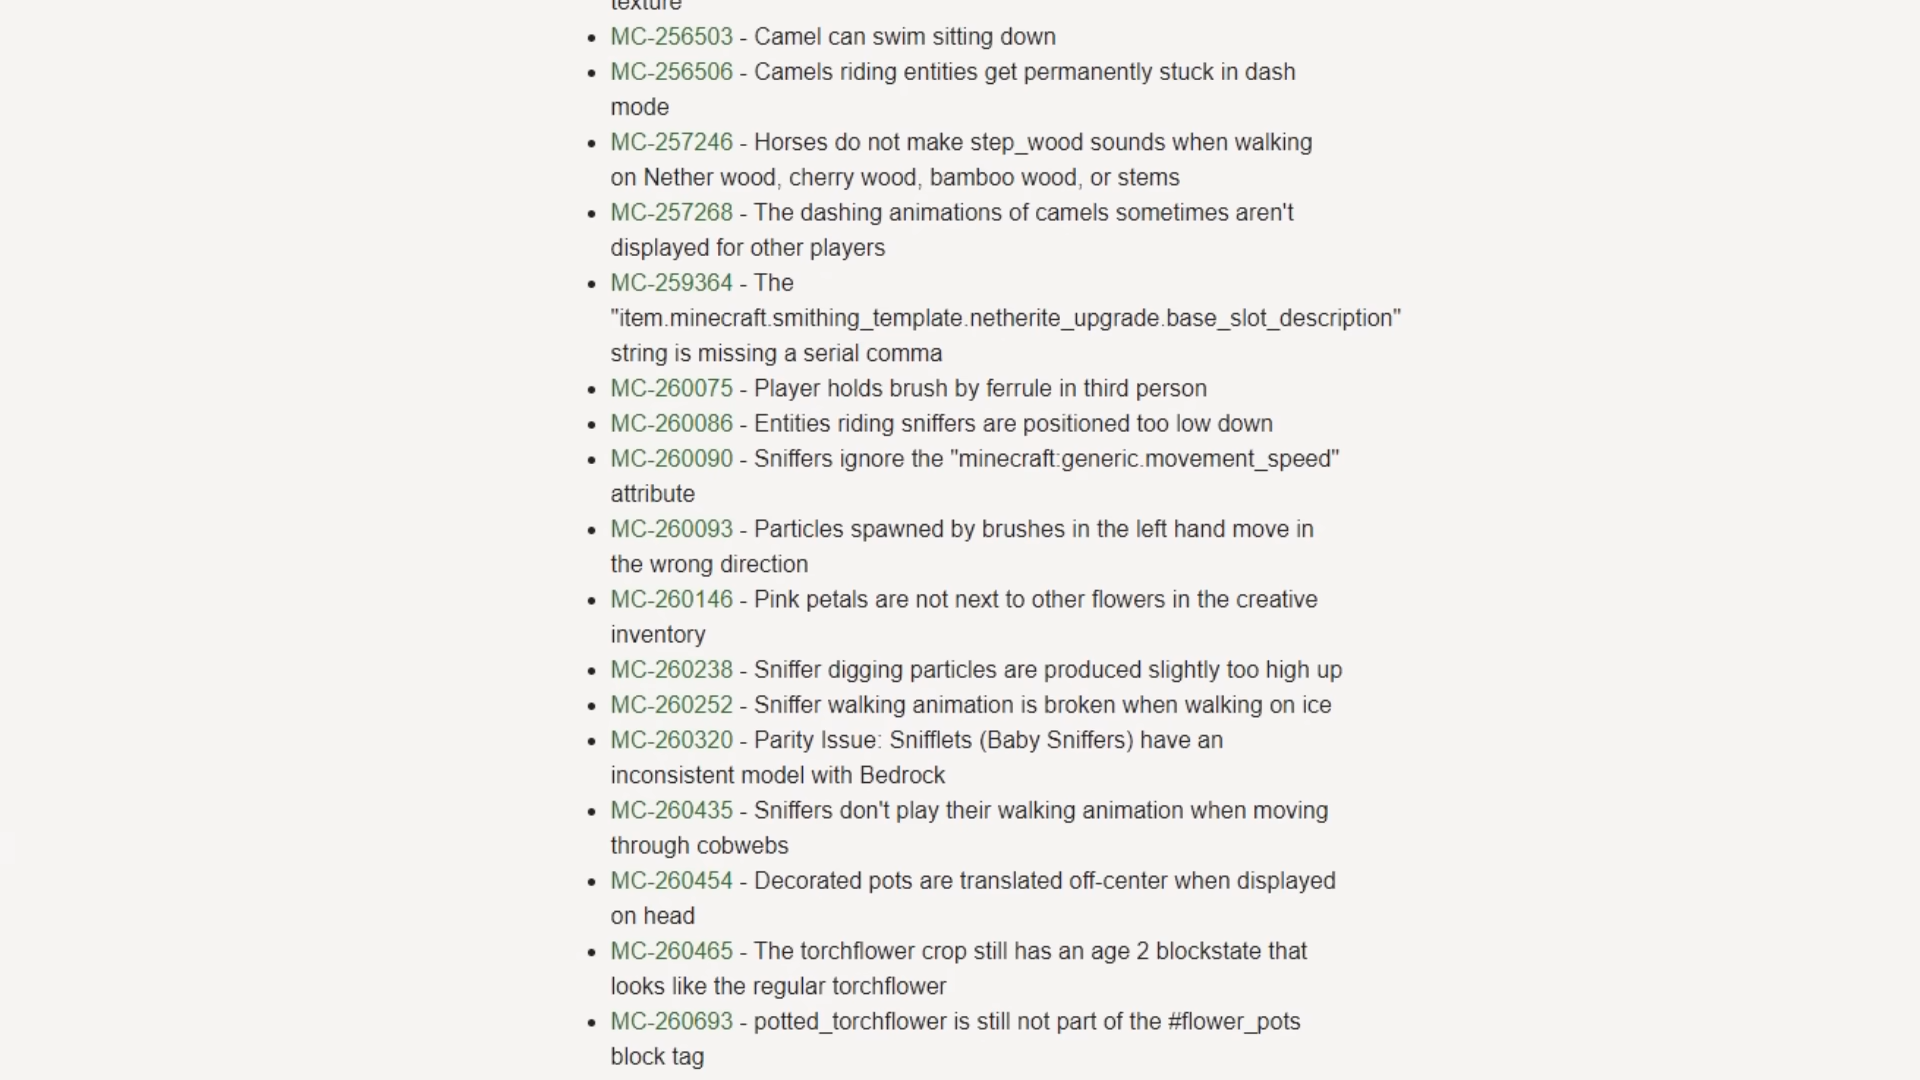 texture
MC-256503 - Camel can swim sitting down
MC-256506 - Camels riding entities get permanently stuck in dash
mode
MC-257246 - Horses do not make step_wood sounds when walking
on Nether wood, cherry wood, bamboo wood, or stems
MC-257268 - The dashing animations of camels sometimes aren't
displayed for other players
MC-259364 - The
"item.minecraft.smithing_template.netherite_upgrade.base_slot_description"
string is missing a serial comma
MC-260075 - Player holds brush by ferrule in third person
MC-260086 - Entities riding sniffers are positioned too low down
MC-260090 - Sniffers ignore the "minecraft:generic.movement_speed"
attribute
MC-260093 - Particles spawned by brushes in the left hand move in
the wrong direction
MC-260146 - Pink petals are not next to other flowers in the creative
inventory
MC-260238 - Sniffer digging particles are produced slightly too high up
MC-260252 - Sniffer walking animation is broken when walking on ice
MC-260320 - Parity Issue: Snifflets (Baby Sniffers) have an
inconsistent model with Bedrock
MC-260435 - Sniffers don't play their walking animation when moving
through cobwebs
MC-260454 - Decorated pots are translated off-center when displayed
on head
MC-260465 - The torchflower crop still has an age 2 blockstate that
looks like the regular torchflower
MC-260693 - potted_torchflower is still not part of the #flower_pots
block tag